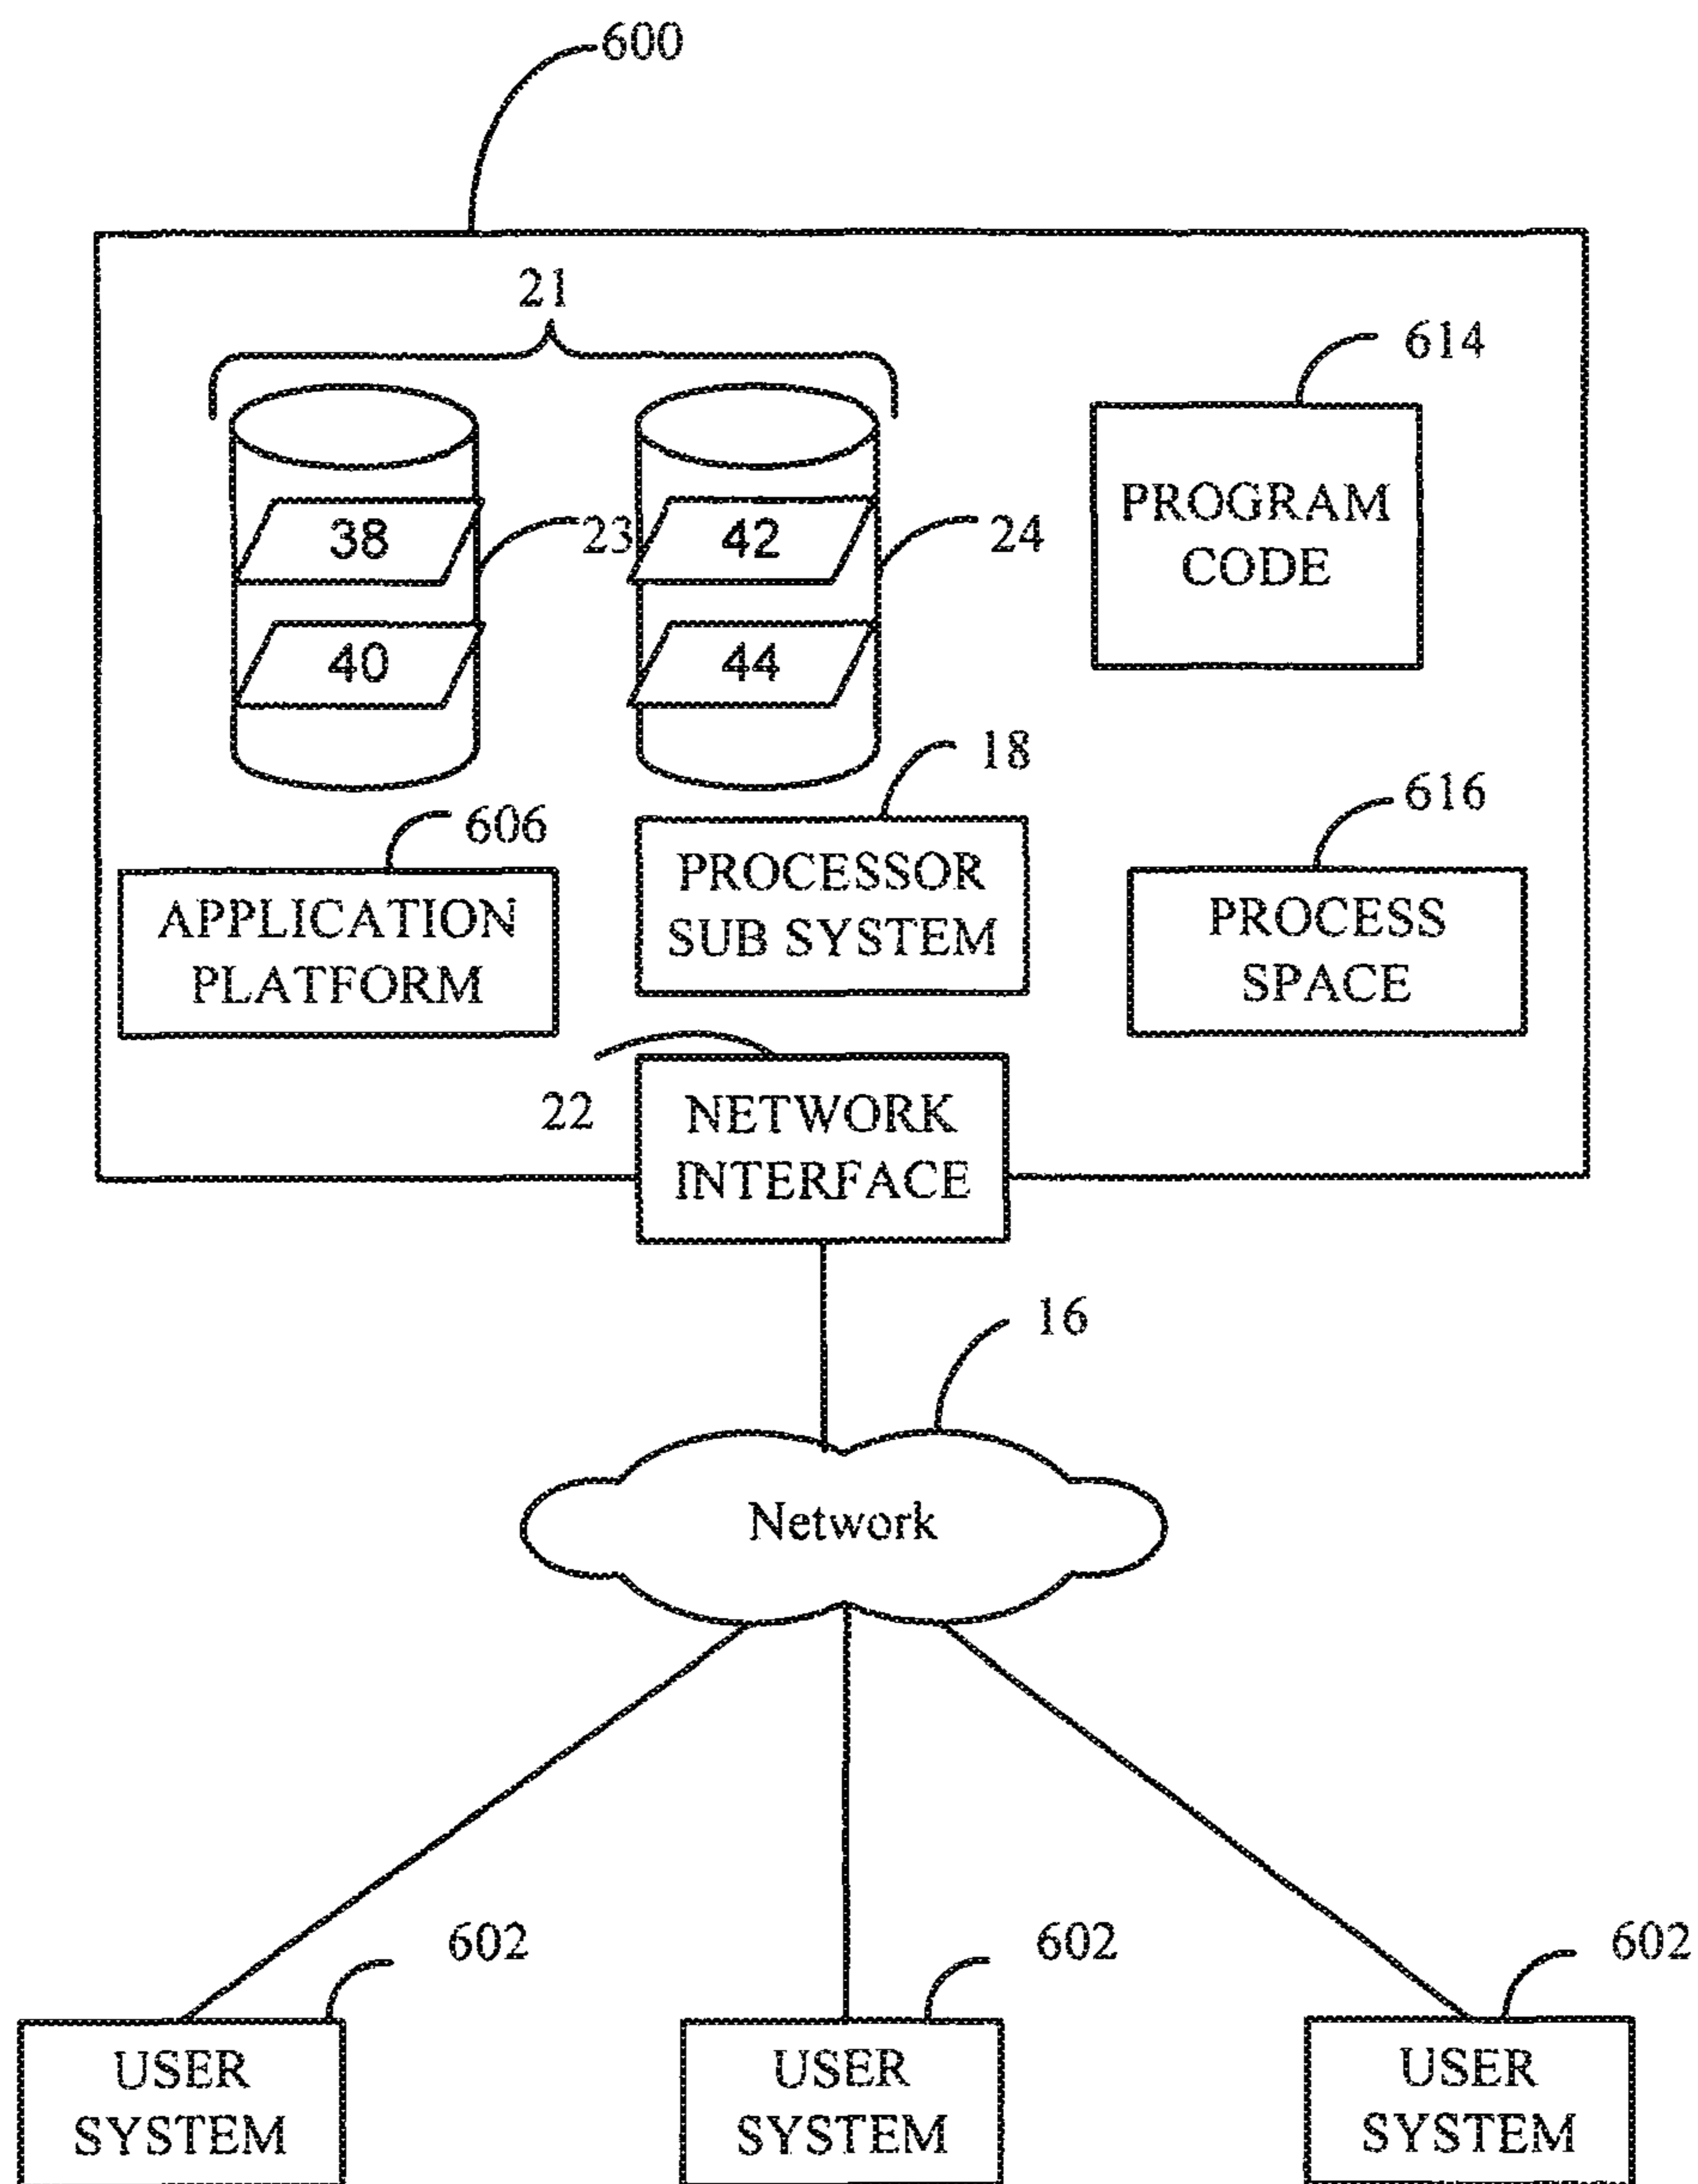 600
21
614
38
23
42
24
PROGRAM
CODE
40
44
18
606
616
APPLICATION
PLATFORM
PROCESSOR
SUB SYSTEM
PROCESS
SPACE
22
NETWORK
INTERFACE
16
Network
602
602
602
USER
SYSTEM
USER
SYSTEM
USER
SYSTEM